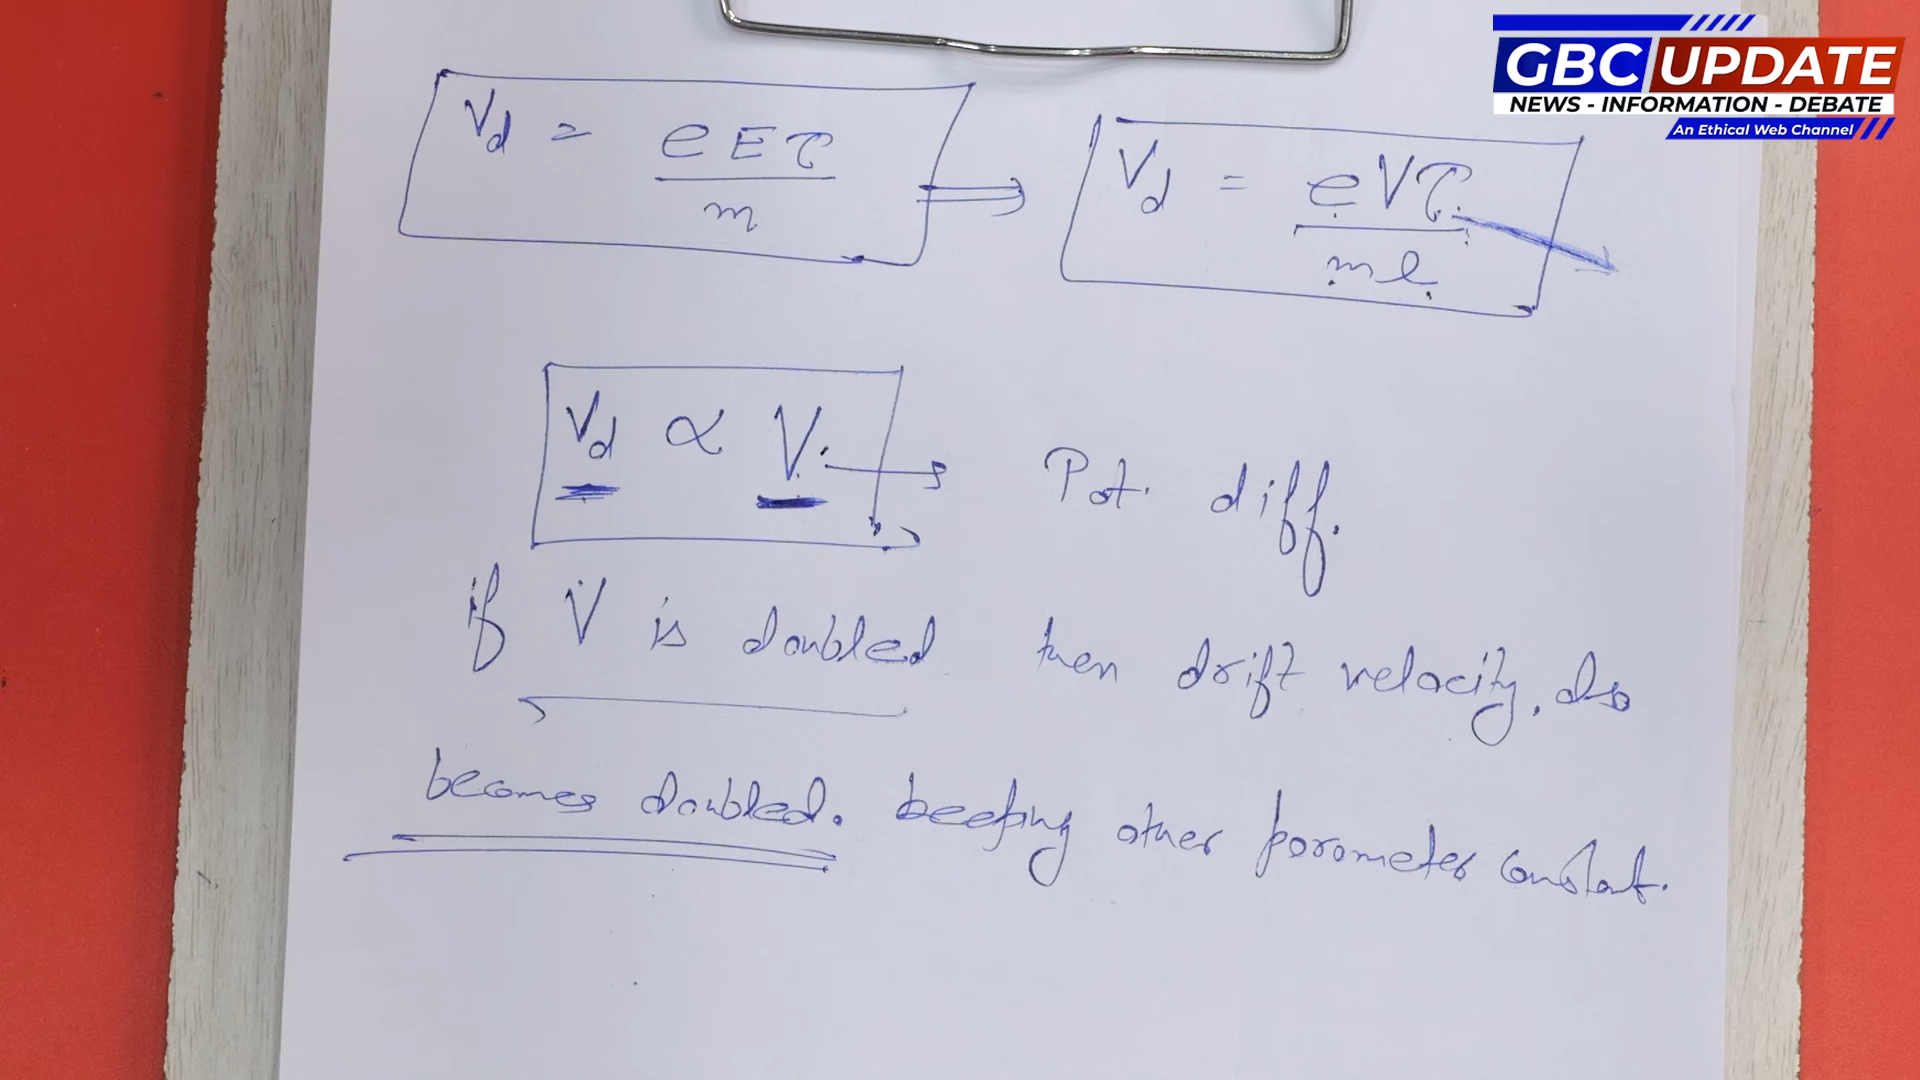 GBC UPDATE
NEWS - INFORMATION - DEBATE
An Ethical Web Channel
Vd = eEτ/m ⇒ Vd = eVτ/ml
Vd ∝ V → Pot. diff.
if V is doubled then drift velocity. also
becomes doubled. keeping other parameter constant.